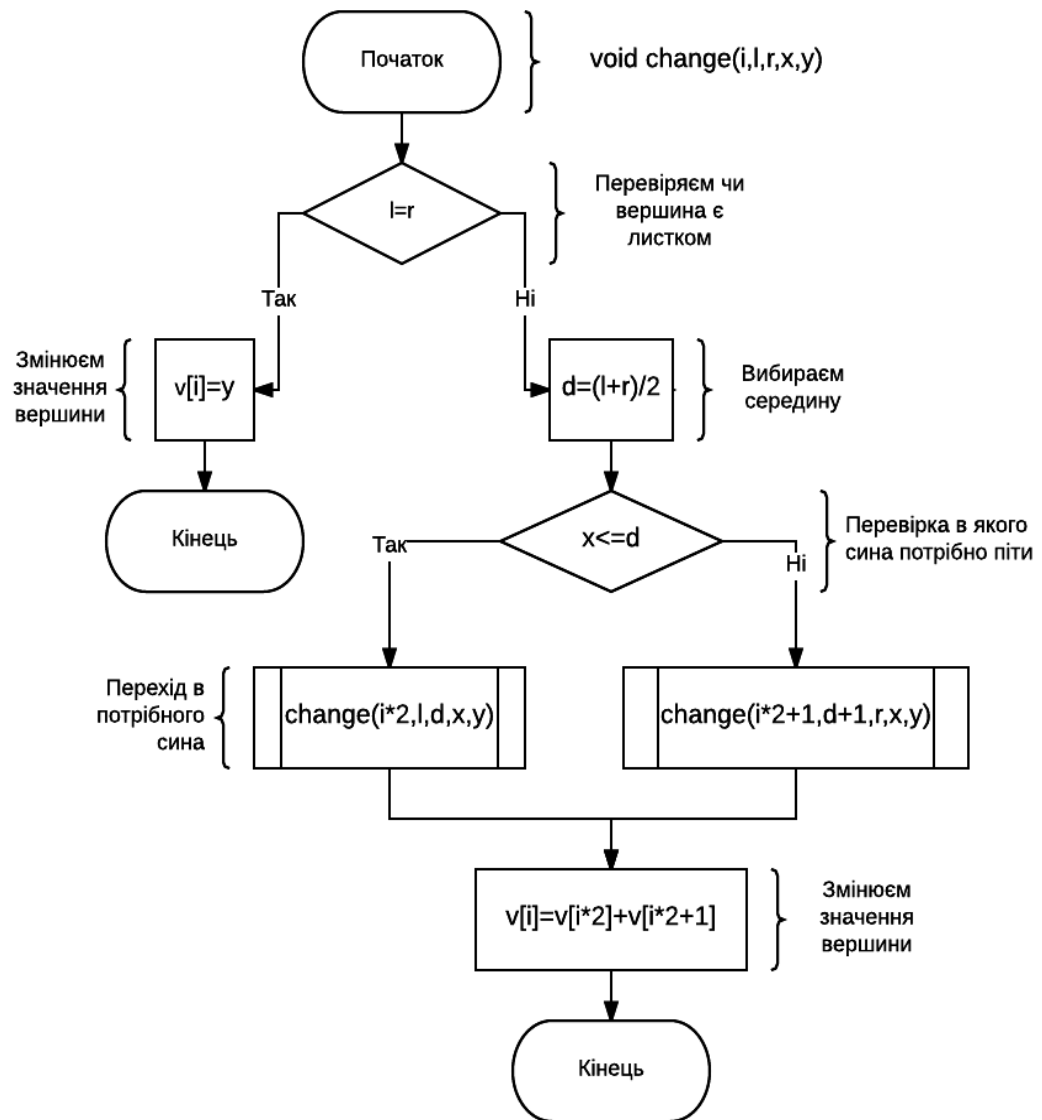 Початок
void change(i,l,r,x,y)
l=r
Перевіряєм чи
вершина є
листком
Так
Ні
Змінюєм
значення
вершини
v[i]=y
d=(l+r)/2
Вибираєм
середину
Кінець
x<=d
Так
Ні
Перевірка в якого
сина потрібно піти
Перехід в
потрібного
сина
change(i*2,l,d,x,y)
change(i*2+1,d+1,r,x,y)
v[i]=v[i*2]+v[i*2+1]
Змінюєм
значення
вершини
Кінець